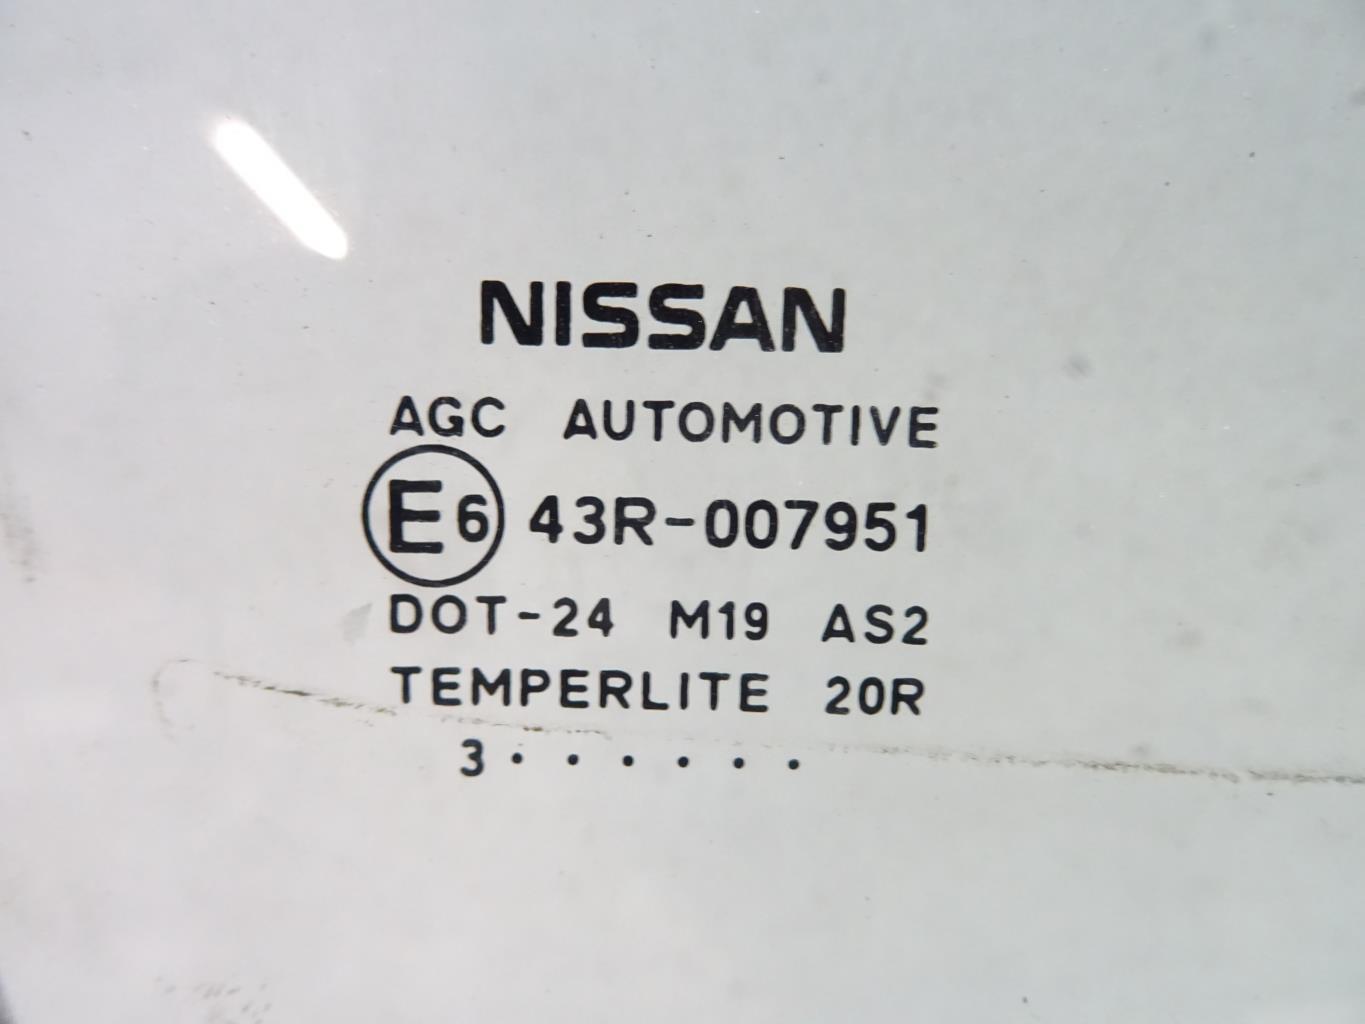 NISSAN
AGC AUTOMOTIVE
E6 43R-007951
DOT-24 M19 AS2
TEMPERLITE 20R
3 · · · · · ·